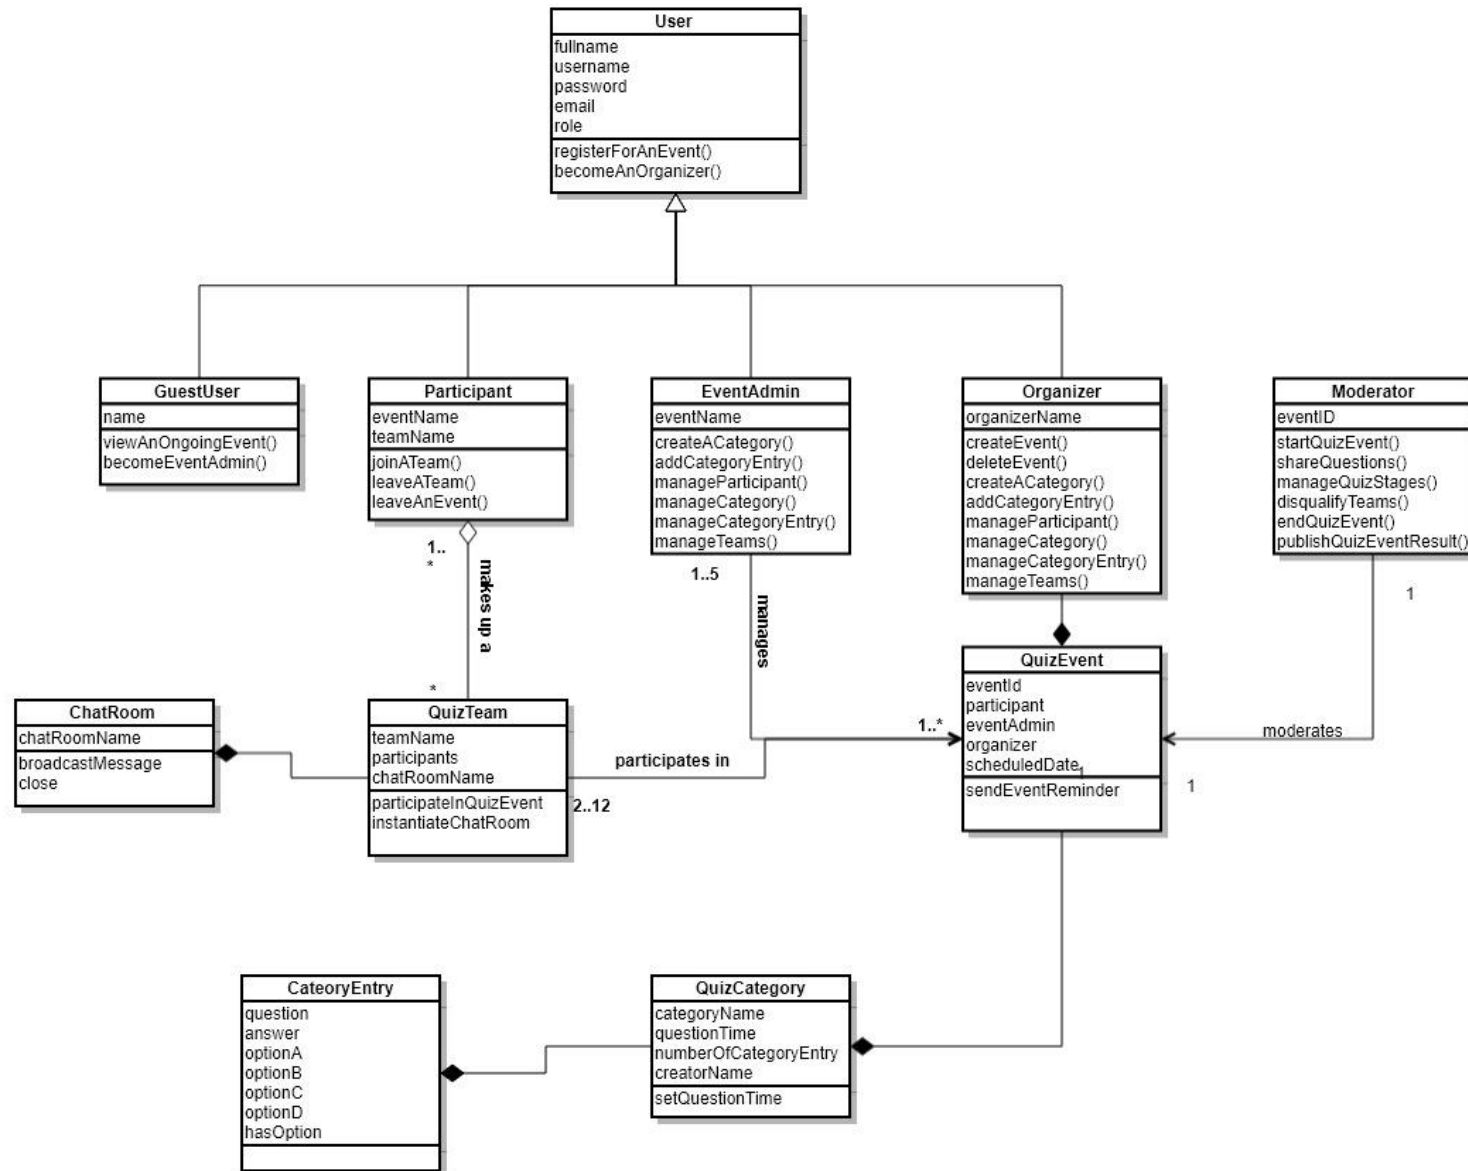 User
fullname
username
password
email
role
registerForAnEvent()
becomeAnOrganizer()
GuestUser
name
viewAnOngoingEvent()
becomeEventAdmin()
Participant
eventName
teamName
joinATeam()
leaveATeam()
leaveAnEvent()
EventAdmin
eventName
createACategory()
addCategoryEntry()
manageParticipant()
manageCategory()
manageCategoryEntry()
manageTeams()
Organizer
organizerName
createEvent()
deleteEvent()
createACategory()
addCategoryEntry()
manageParticipant()
manageCategory()
manageCategoryEntry()
manageTeams()
Moderator
eventID
startQuizEvent()
shareQuestions()
manageQuizStages()
disqualifyTeams()
endQuizEvent()
publishQuizEventResult()
1..
*
makes up a
*
1..5
manages
1
ChatRoom
chatRoomName
broadcastMessage
close
QuizTeam
teamName
participants
chatRoomName
participateInQuizEvent
instantiateChatRoom
participates in
2..12
1..*
QuizEvent
eventId
participant
eventAdmin
organizer
scheduledDate
1
sendEventReminder
moderates
1
CateoryEntry
question
answer
optionA
optionB
optionC
optionD
hasOption
QuizCategory
categoryName
questionTime
numberOfCategoryEntry
creatorName
setQuestionTime